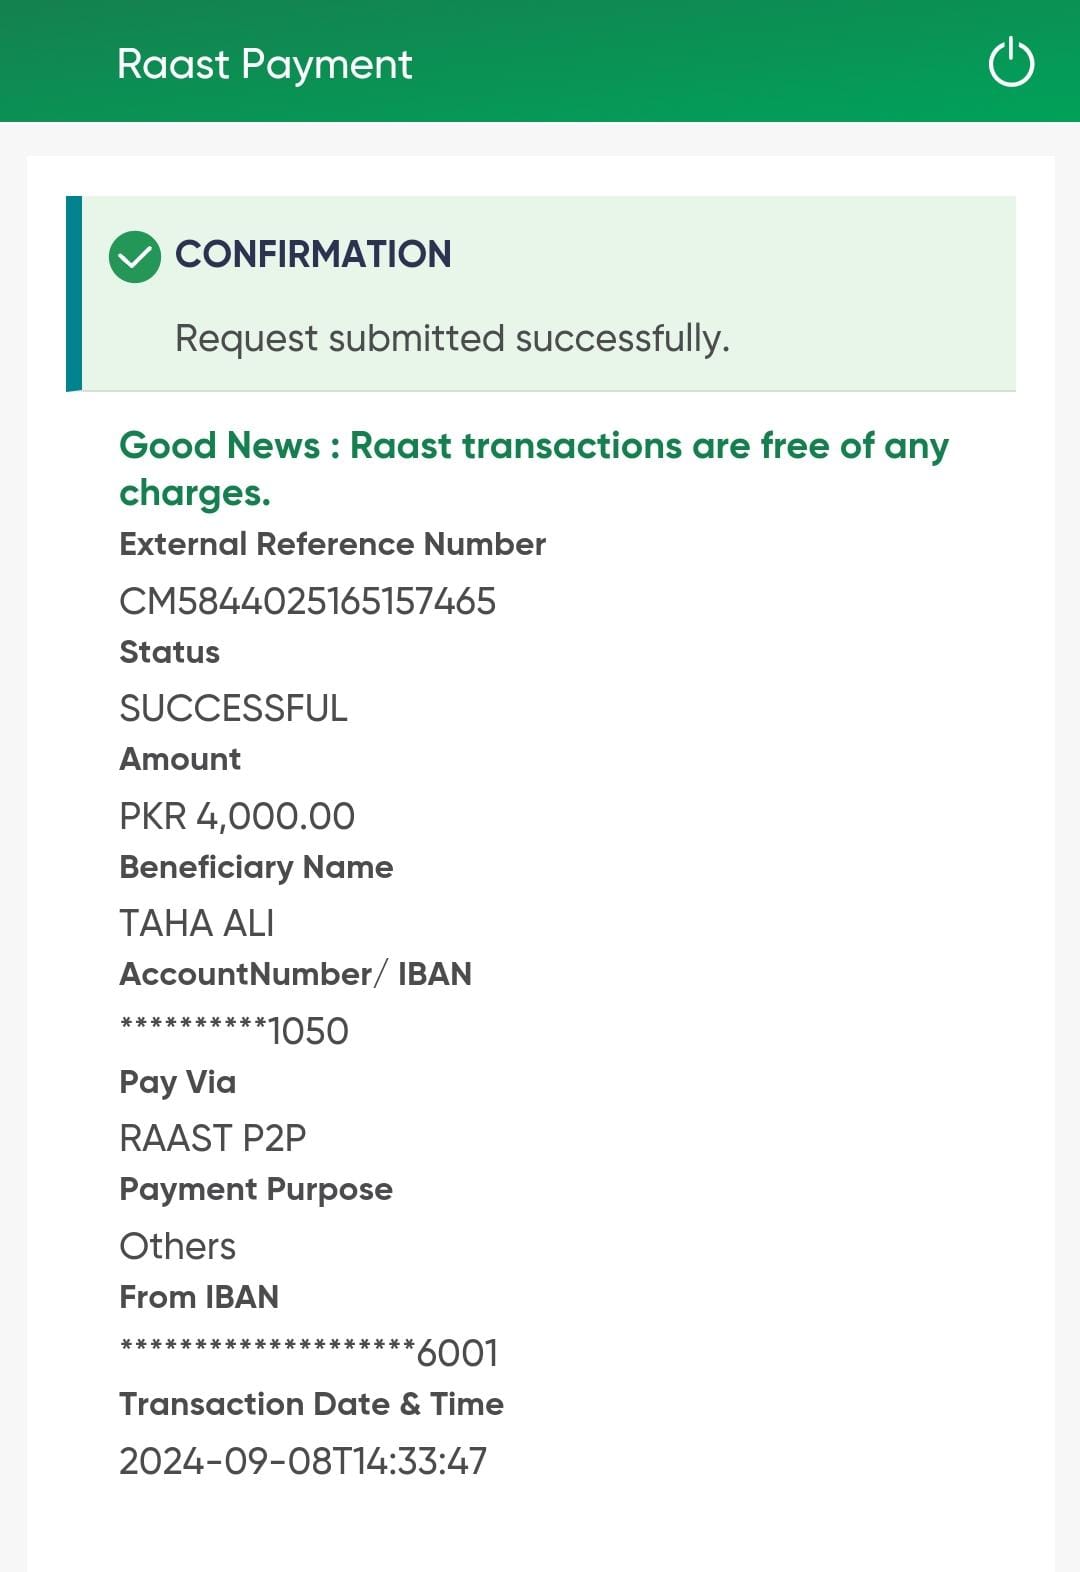 Raast Payment
CONFIRMATION
Request submitted successfully.
Good News : Raast transactions are free of any
charges.
External Reference Number
CM5844025165157465
Status
SUCCESSFUL
Amount
PKR 4,000.00
Beneficiary Name
TAHA ALI
AccountNumber/ IBAN
**********1050
Pay Via
RAAST P2P
Payment Purpose
Others
From IBAN
********************6001
Transaction Date & Time
2024-09-08T14:33:47